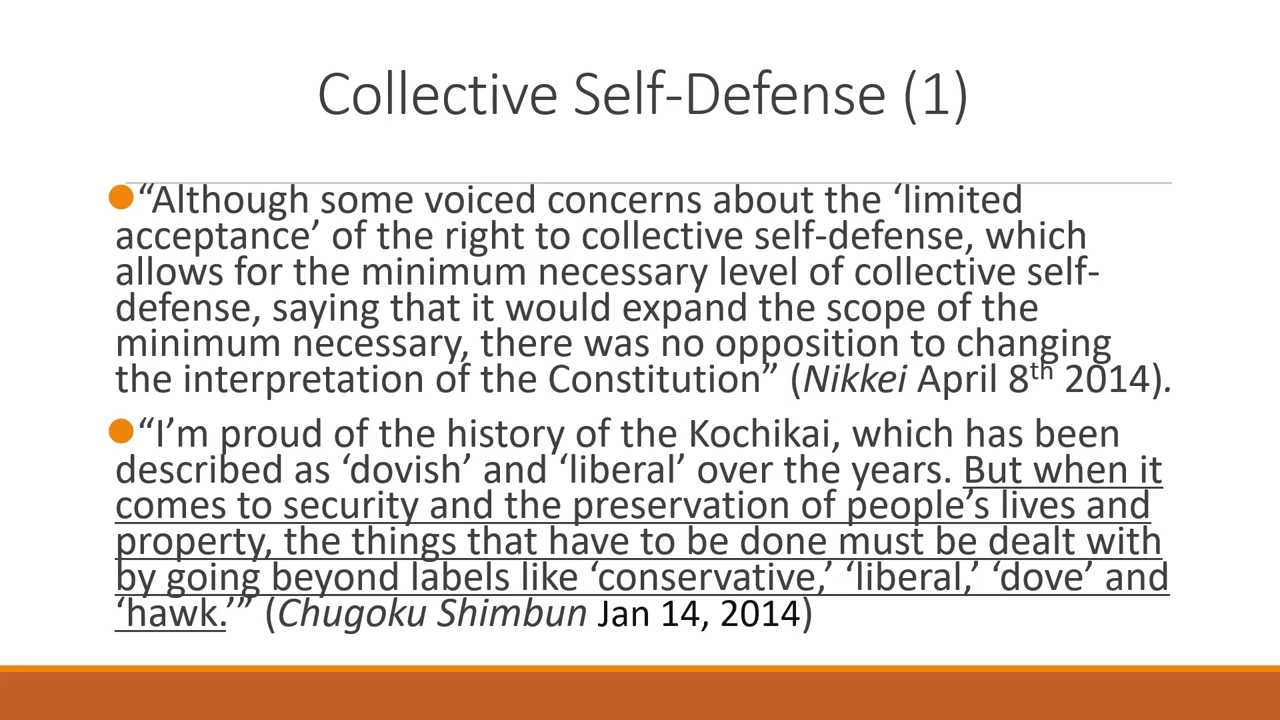 Collective Self-Defense (1)
“Although some voiced concerns about the ‘limited
acceptance’ of the right to collective self-defense, which
allows for the minimum necessary level of collective self-
defense, saying that it would expand the scope of the
minimum necessary, there was no opposition to changing
the interpretation of the Constitution” (Nikkei April 8th 2014).
“I’m proud of the history of the Kochikai, which has been
described as ‘dovish’ and ‘liberal’ over the years. But when it
comes to security and the preservation of people’s lives and
property, the things that have to be done must be dealt with
by going beyond labels like ‘conservative,’ ‘liberal,’ ‘dove’ and
‘hawk.’” (Chugoku Shimbun Jan 14, 2014)